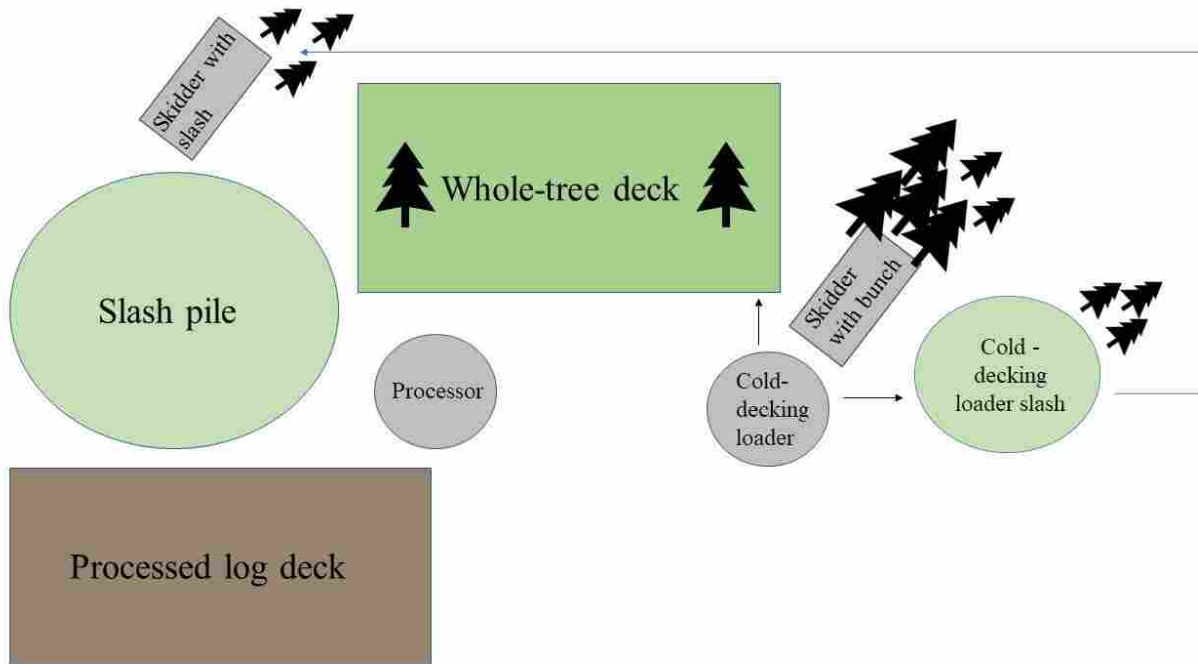 Skidder with
slash
Whole-tree deck
Slash pile
Skidder
with bunch
Processor
Cold-
decking
loader
Cold -
decking
loader slash
Processed log deck